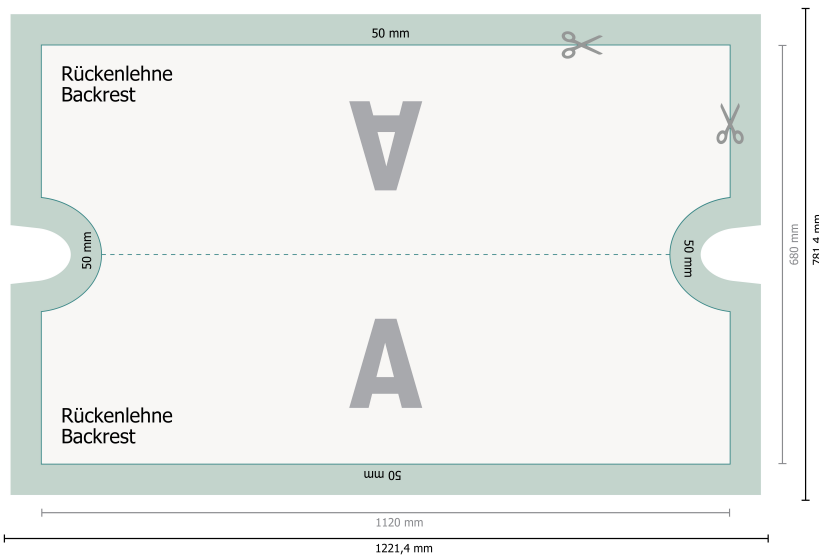 50 mm
Rückenlehne
Backrest
A
50 mm
50 mm
680 mm
781,4 mm
A
Rückenlehne
Backrest
50 mm
1120 mm
1221,4 mm